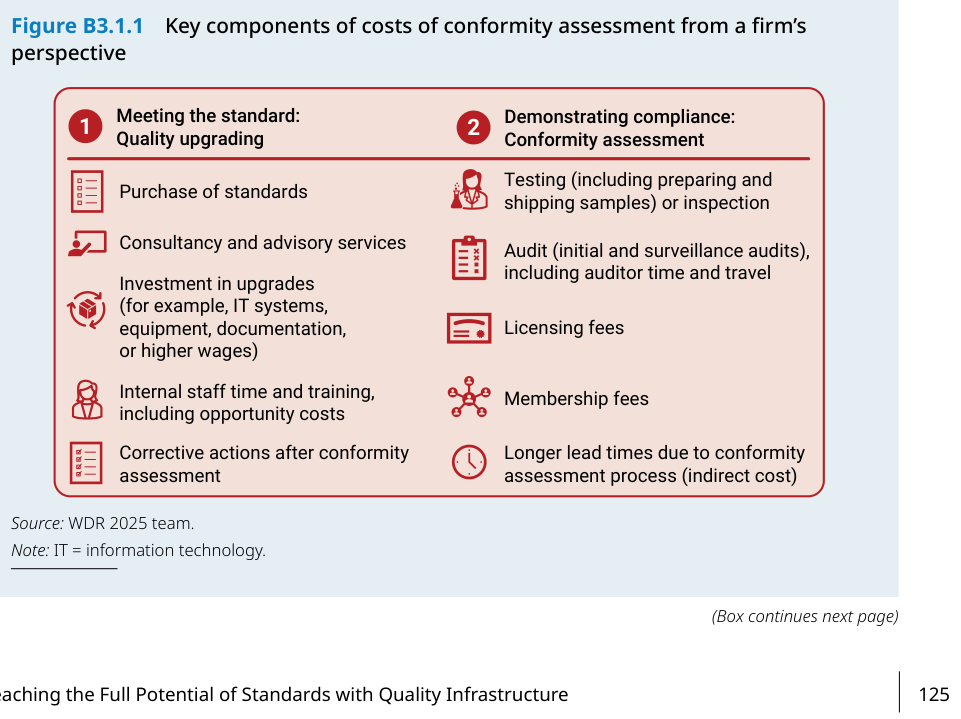 Figure B3.1.1 Key components of costs of conformity assessment from a firm’s
perspective
1 Meeting the standard:
Quality upgrading
Purchase of standards
Consultancy and advisory services
Investment in upgrades
(for example, IT systems,
equipment, documentation,
or higher wages)
Internal staff time and training,
including opportunity costs
Corrective actions after conformity
assessment
2 Demonstrating compliance:
Conformity assessment
Testing (including preparing and
shipping samples) or inspection
Audit (initial and surveillance audits),
including auditor time and travel
Licensing fees
Membership fees
Longer lead times due to conformity
assessment process (indirect cost)
Source: WDR 2025 team.
Note: IT = information technology.
(Box continues next page)
the Full Potential of Standards with Quality Infrastructure
125